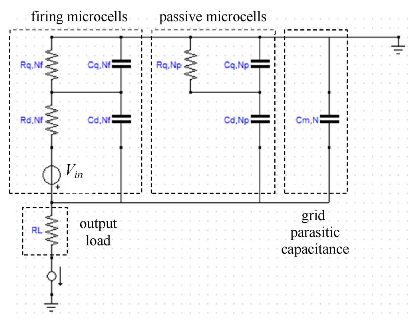 firing microcells
passive microcells
Rq,Nf
Cq,Nf
Rq,Np
Cq,Np
Rd,Nf
Cd,Nf
Cd,Np
Cm,N
Vin
+
RL
output
load
grid
parasitic
capacitance